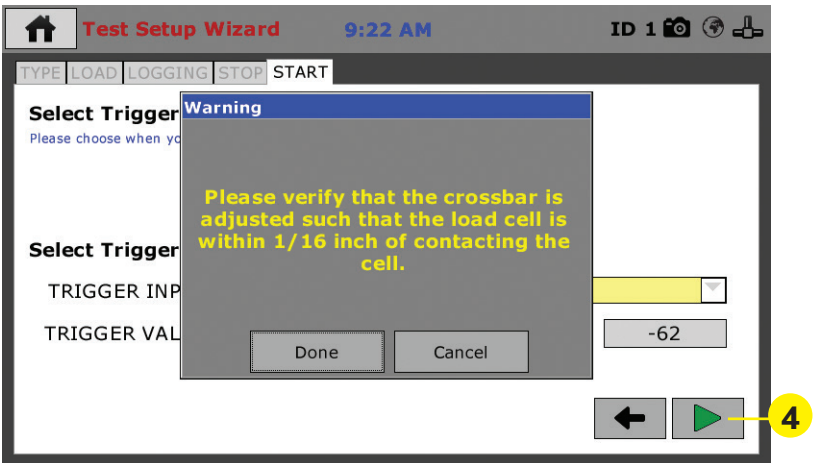 Test Setup Wizard 9:22 AM ID 1
TYPE LOAD LOGGING STOP START
Select Trigger
Please choose when yo
Warning
Please verify that the crossbar is
adjusted such that the load cell is
within 1/16 inch of contacting the
cell.
Select Trigger
TRIGGER INP
TRIGGER VAL
-62
Done Cancel
4